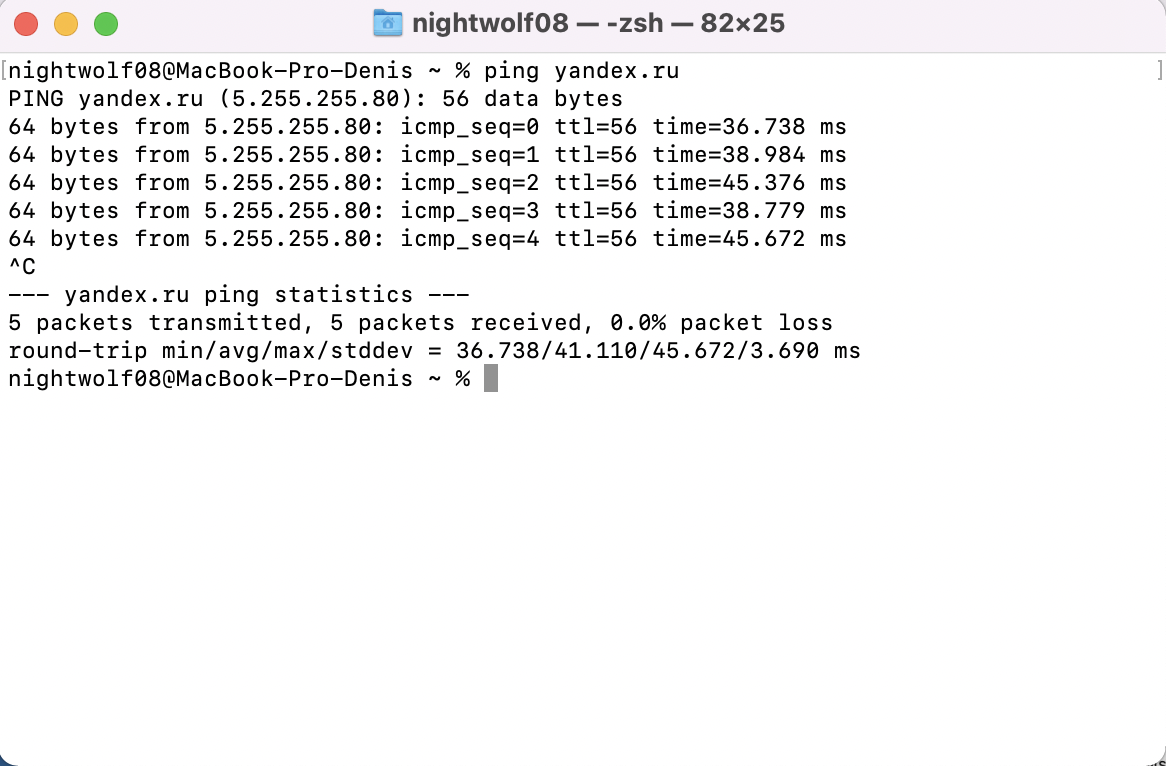 nightwolf08 — -zsh — 82×25
[nightwolf08@MacBook-Pro-Denis ~ % ping yandex.ru ]
PING yandex.ru (5.255.255.80): 56 data bytes
64 bytes from 5.255.255.80: icmp_seq=0 ttl=56 time=36.738 ms
64 bytes from 5.255.255.80: icmp_seq=1 ttl=56 time=38.984 ms
64 bytes from 5.255.255.80: icmp_seq=2 ttl=56 time=45.376 ms
64 bytes from 5.255.255.80: icmp_seq=3 ttl=56 time=38.779 ms
64 bytes from 5.255.255.80: icmp_seq=4 ttl=56 time=45.672 ms
^C
--- yandex.ru ping statistics ---
5 packets transmitted, 5 packets received, 0.0% packet loss
round-trip min/avg/max/stddev = 36.738/41.110/45.672/3.690 ms
nightwolf08@MacBook-Pro-Denis ~ %